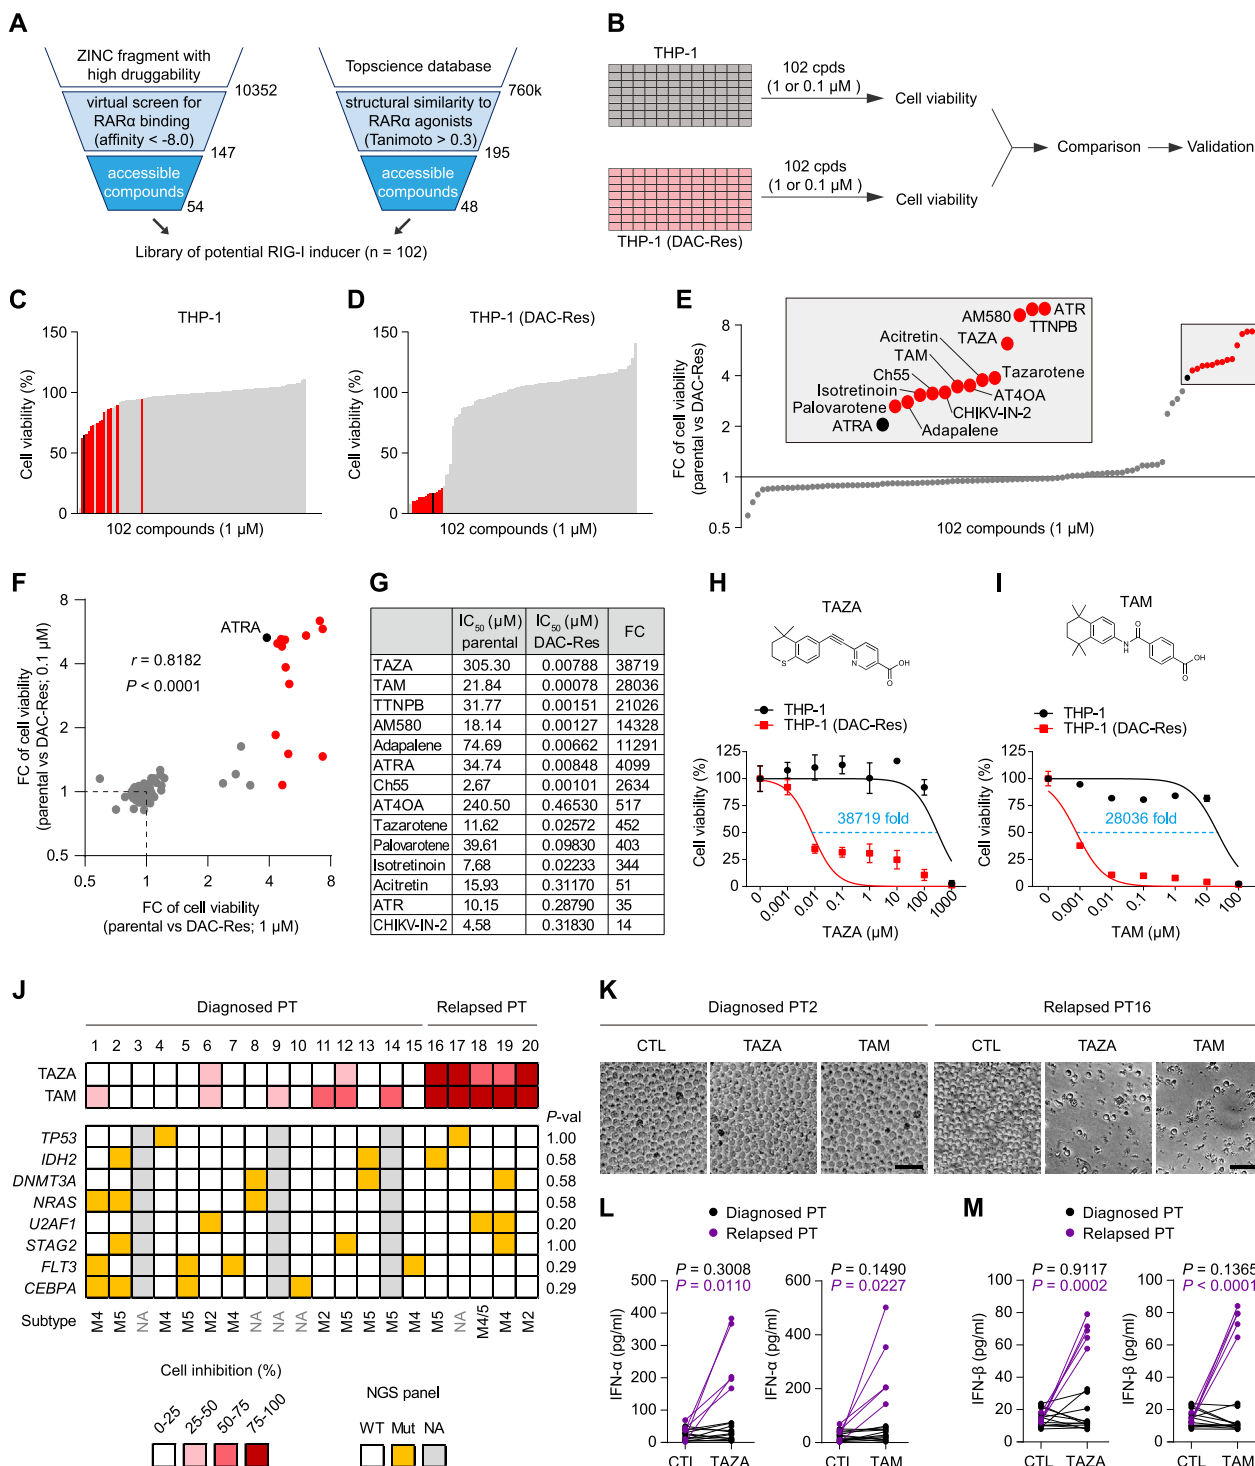 A
ZINC fragment with
high druggability
10352
virtual screen for
RARα binding
(affinity < -8.0)
147
accessible
compounds
54
Topscience database
760k
structural similarity to
RARα agonists
(Tanimoto > 0.3)
195
accessible
compounds
48
Library of potential RIG-I inducer (n = 102)
B
THP-1
102 cpds
(1 or 0.1 µM )
Cell viability
THP-1 (DAC-Res)
102 cpds
(1 or 0.1 µM )
Cell viability
Comparison
Validation
C
THP-1
Cell viability (%)
150
100
50
0
102 compounds (1 µM)
D
THP-1 (DAC-Res)
Cell viability (%)
150
100
50
0
102 compounds (1 µM)
E
FC of cell viability
(parental vs DAC-Res)
8
4
2
1
0.5
AM580
ATR
TTNPB
TAZA
Acitretin
TAM
Tazarotene
Ch55
AT4OA
Isotretinoin
CHIKV-IN-2
Palovarotene
Adapalene
ATRA
102 compounds (1 µM)
F
FC of cell viability
(parental vs DAC-Res; 0.1 µM)
8
4
2
1
0.5
ATRA
r = 0.8182
P < 0.0001
0.5 1 2 4 8
FC of cell viability
(parental vs DAC-Res; 1 µM)
G
IC50 (µM) parental IC50 (µM) DAC-Res FC
TAZA 305.30 0.00788 38719
TAM 21.84 0.00078 28036
TTNPB 31.77 0.00151 21026
AM580 18.14 0.00127 14328
Adapalene 74.69 0.00662 11291
ATRA 34.74 0.00848 4099
Ch55 2.67 0.00101 2634
AT4OA 240.50 0.46530 517
Tazarotene 11.62 0.02572 452
Palovarotene 39.61 0.09830 403
Isotretinoin 7.68 0.02233 344
Acitretin 15.93 0.31170 51
ATR 10.15 0.28790 35
CHIKV-IN-2 4.58 0.31830 14
H
TAZA
S
N
O
OH
THP-1
THP-1 (DAC-Res)
Cell viability (%)
125
100
75
50
25
0
38719 fold
0 0.001 0.01 0.1 1 10 100 1000
TAZA (µM)
I
TAM
O
N
H
O
OH
THP-1
THP-1 (DAC-Res)
Cell viability (%)
125
100
75
50
25
0
28036 fold
0 0.001 0.01 0.1 1 10 100
TAM (µM)
J
Diagnosed PT Relapsed PT
1 2 3 4 5 6 7 8 9 10 11 12 13 14 15 16 17 18 19 20
TAZA
TAM
P-val
TP53 1.00
IDH2 0.58
DNMT3A 0.58
NRAS 0.58
U2AF1 0.20
STAG2 1.00
FLT3 0.29
CEBPA 0.29
Subtype M4 M5 NA M4 M5 M2 M4 NA NA NA M2 M5 M5 M5 M4 M5 NA M4/5 M4 M2
Cell inhibition (%)
0-25 25-50 50-75 75-100
NGS panel
WT Mut NA
K
Diagnosed PT2 Relapsed PT16
CTL TAZA TAM CTL TAZA TAM
L
Diagnosed PT
Relapsed PT
P = 0.3008
P = 0.0110
IFN-α (pg/ml)
500
400
300
200
100
0
CTL TAZA
P = 0.1490
P = 0.0227
IFN-α (pg/ml)
600
400
200
0
CTL TAM
M
Diagnosed PT
Relapsed PT
P = 0.9117
P = 0.0002
IFN-β (pg/ml)
100
80
60
40
20
0
CTL TAZA
P = 0.1365
P < 0.0001
IFN-β (pg/ml)
100
80
60
40
20
0
CTL TAM